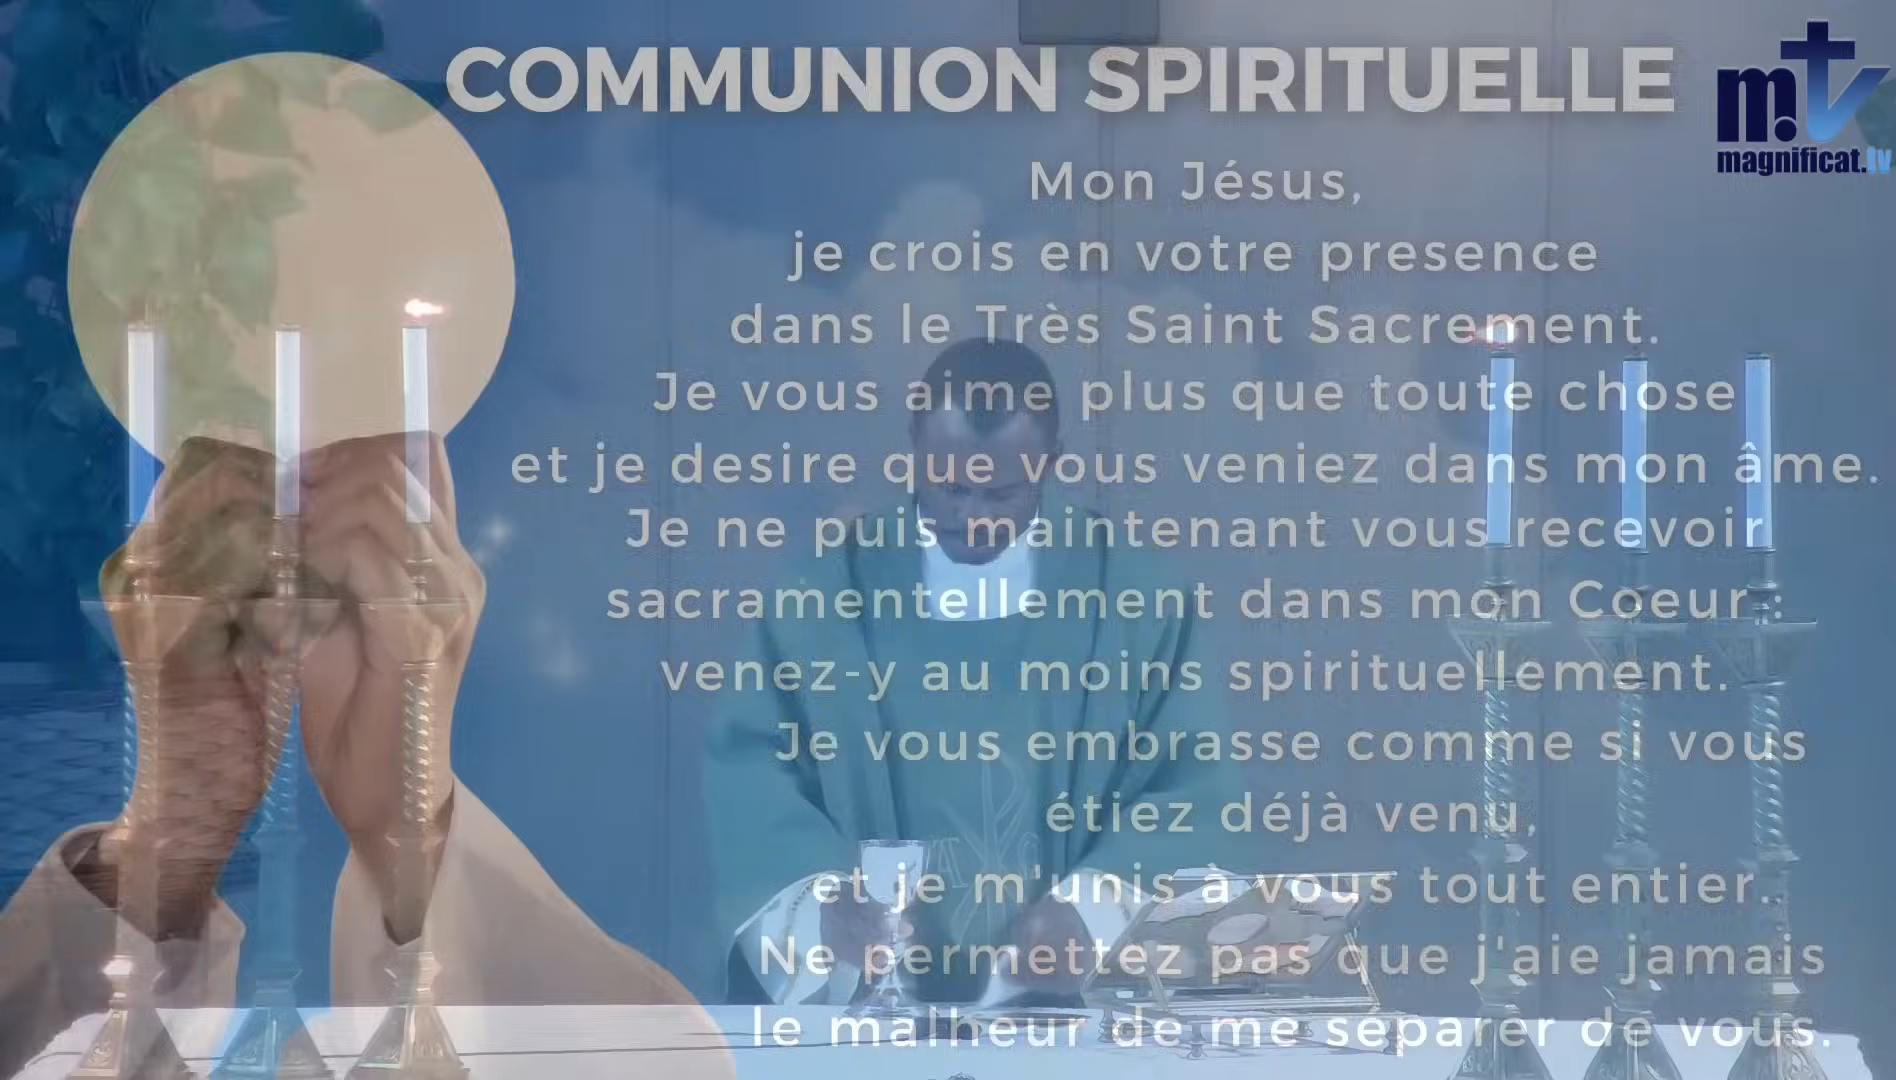 COMMUNION SPIRITUELLE
m.tv
magnificat.tv
Mon Jésus,
je crois en votre presence
dans le Très Saint Sacrement.
Je vous aime plus que toute chose
et je desire que vous veniez dans mon âme.
Je ne puis maintenant vous recevoir
sacramentellement dans mon Coeur :
venez-y au moins spirituellement.
Je vous embrasse comme si vous
étiez déjà venu,
et je m'unis à vous tout entier.
Ne permettez pas que j'aie jamais
le malheur de me séparer de vous.